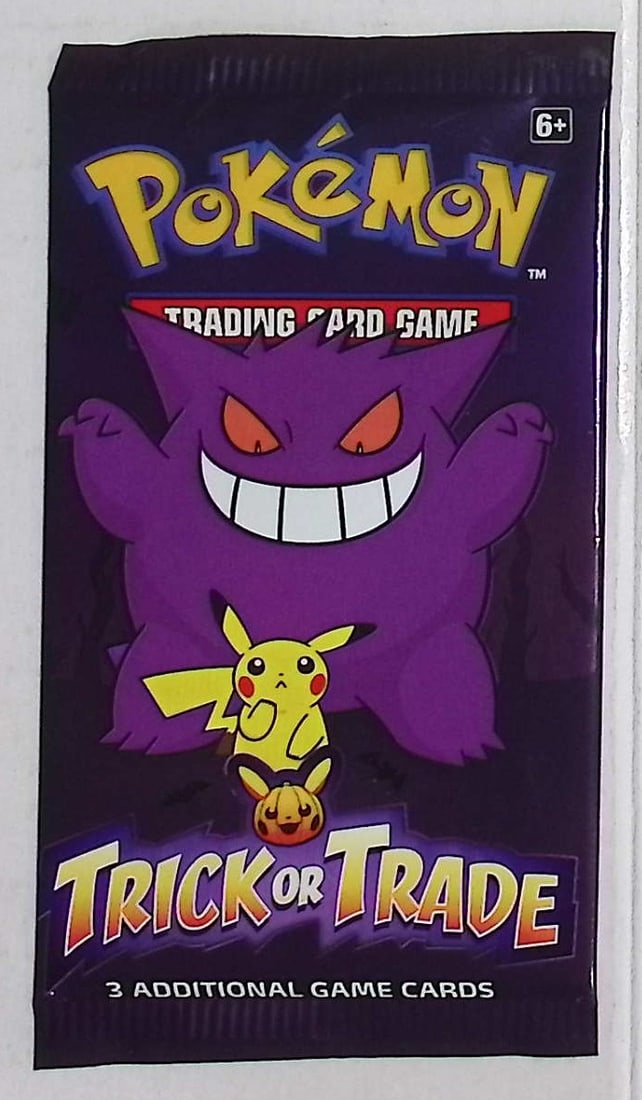 6+
POKéMON
TM
TRADING CARD GAME
TRICK OR TRADE
3 ADDITIONAL GAME CARDS